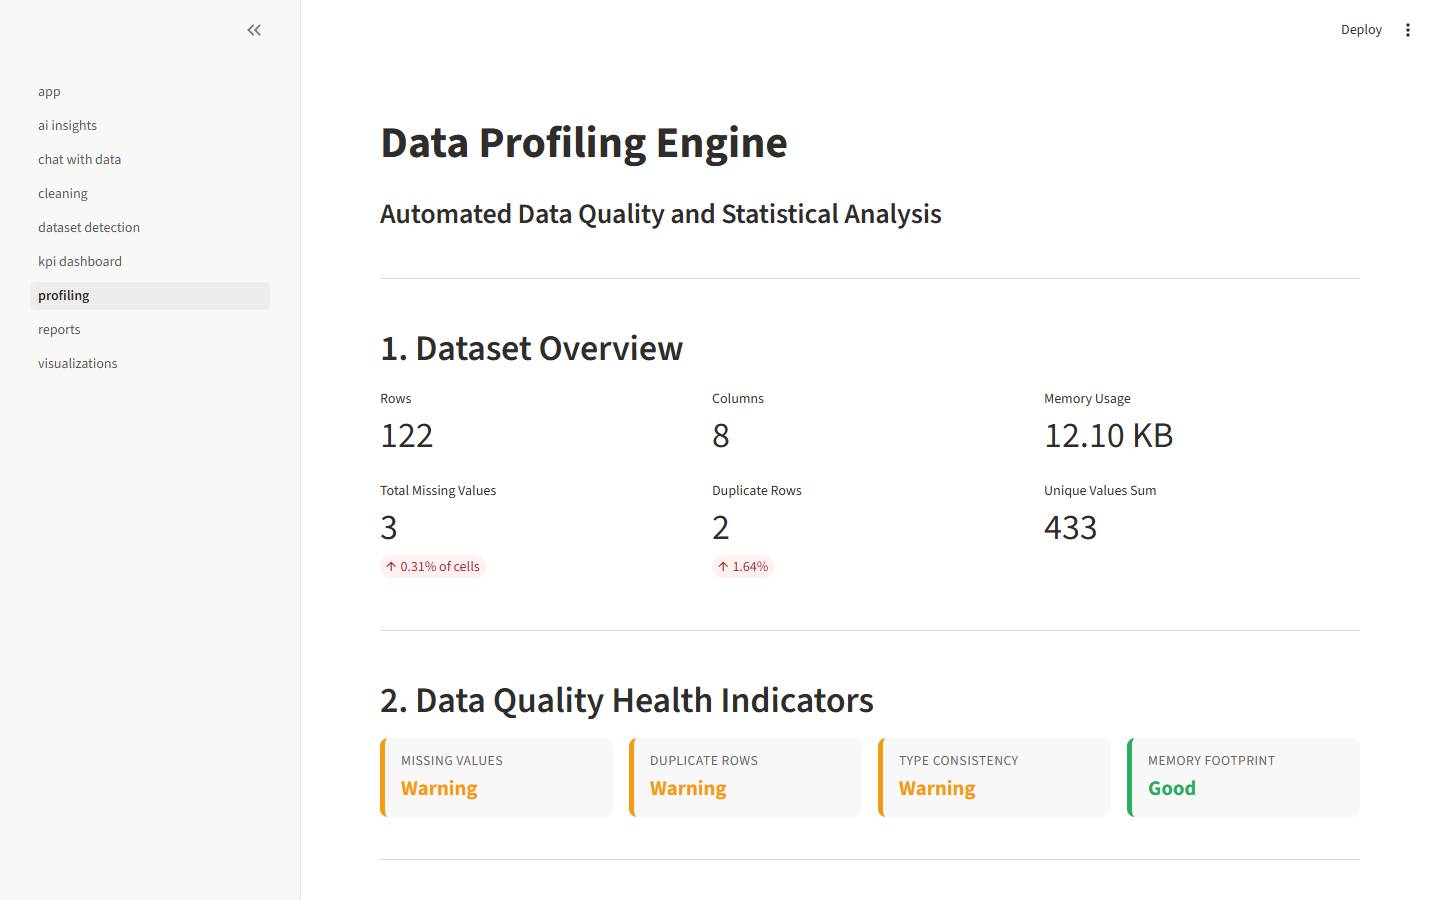 Deploy
app
ai insights
chat with data
cleaning
dataset detection
kpi dashboard
profiling
reports
visualizations
Data Profiling Engine
Automated Data Quality and Statistical Analysis
1. Dataset Overview
Rows
122
Columns
8
Memory Usage
12.10 KB
Total Missing Values
3
↑ 0.31% of cells
Duplicate Rows
2
↑ 1.64%
Unique Values Sum
433
2. Data Quality Health Indicators
MISSING VALUES
Warning
DUPLICATE ROWS
Warning
TYPE CONSISTENCY
Warning
MEMORY FOOTPRINT
Good